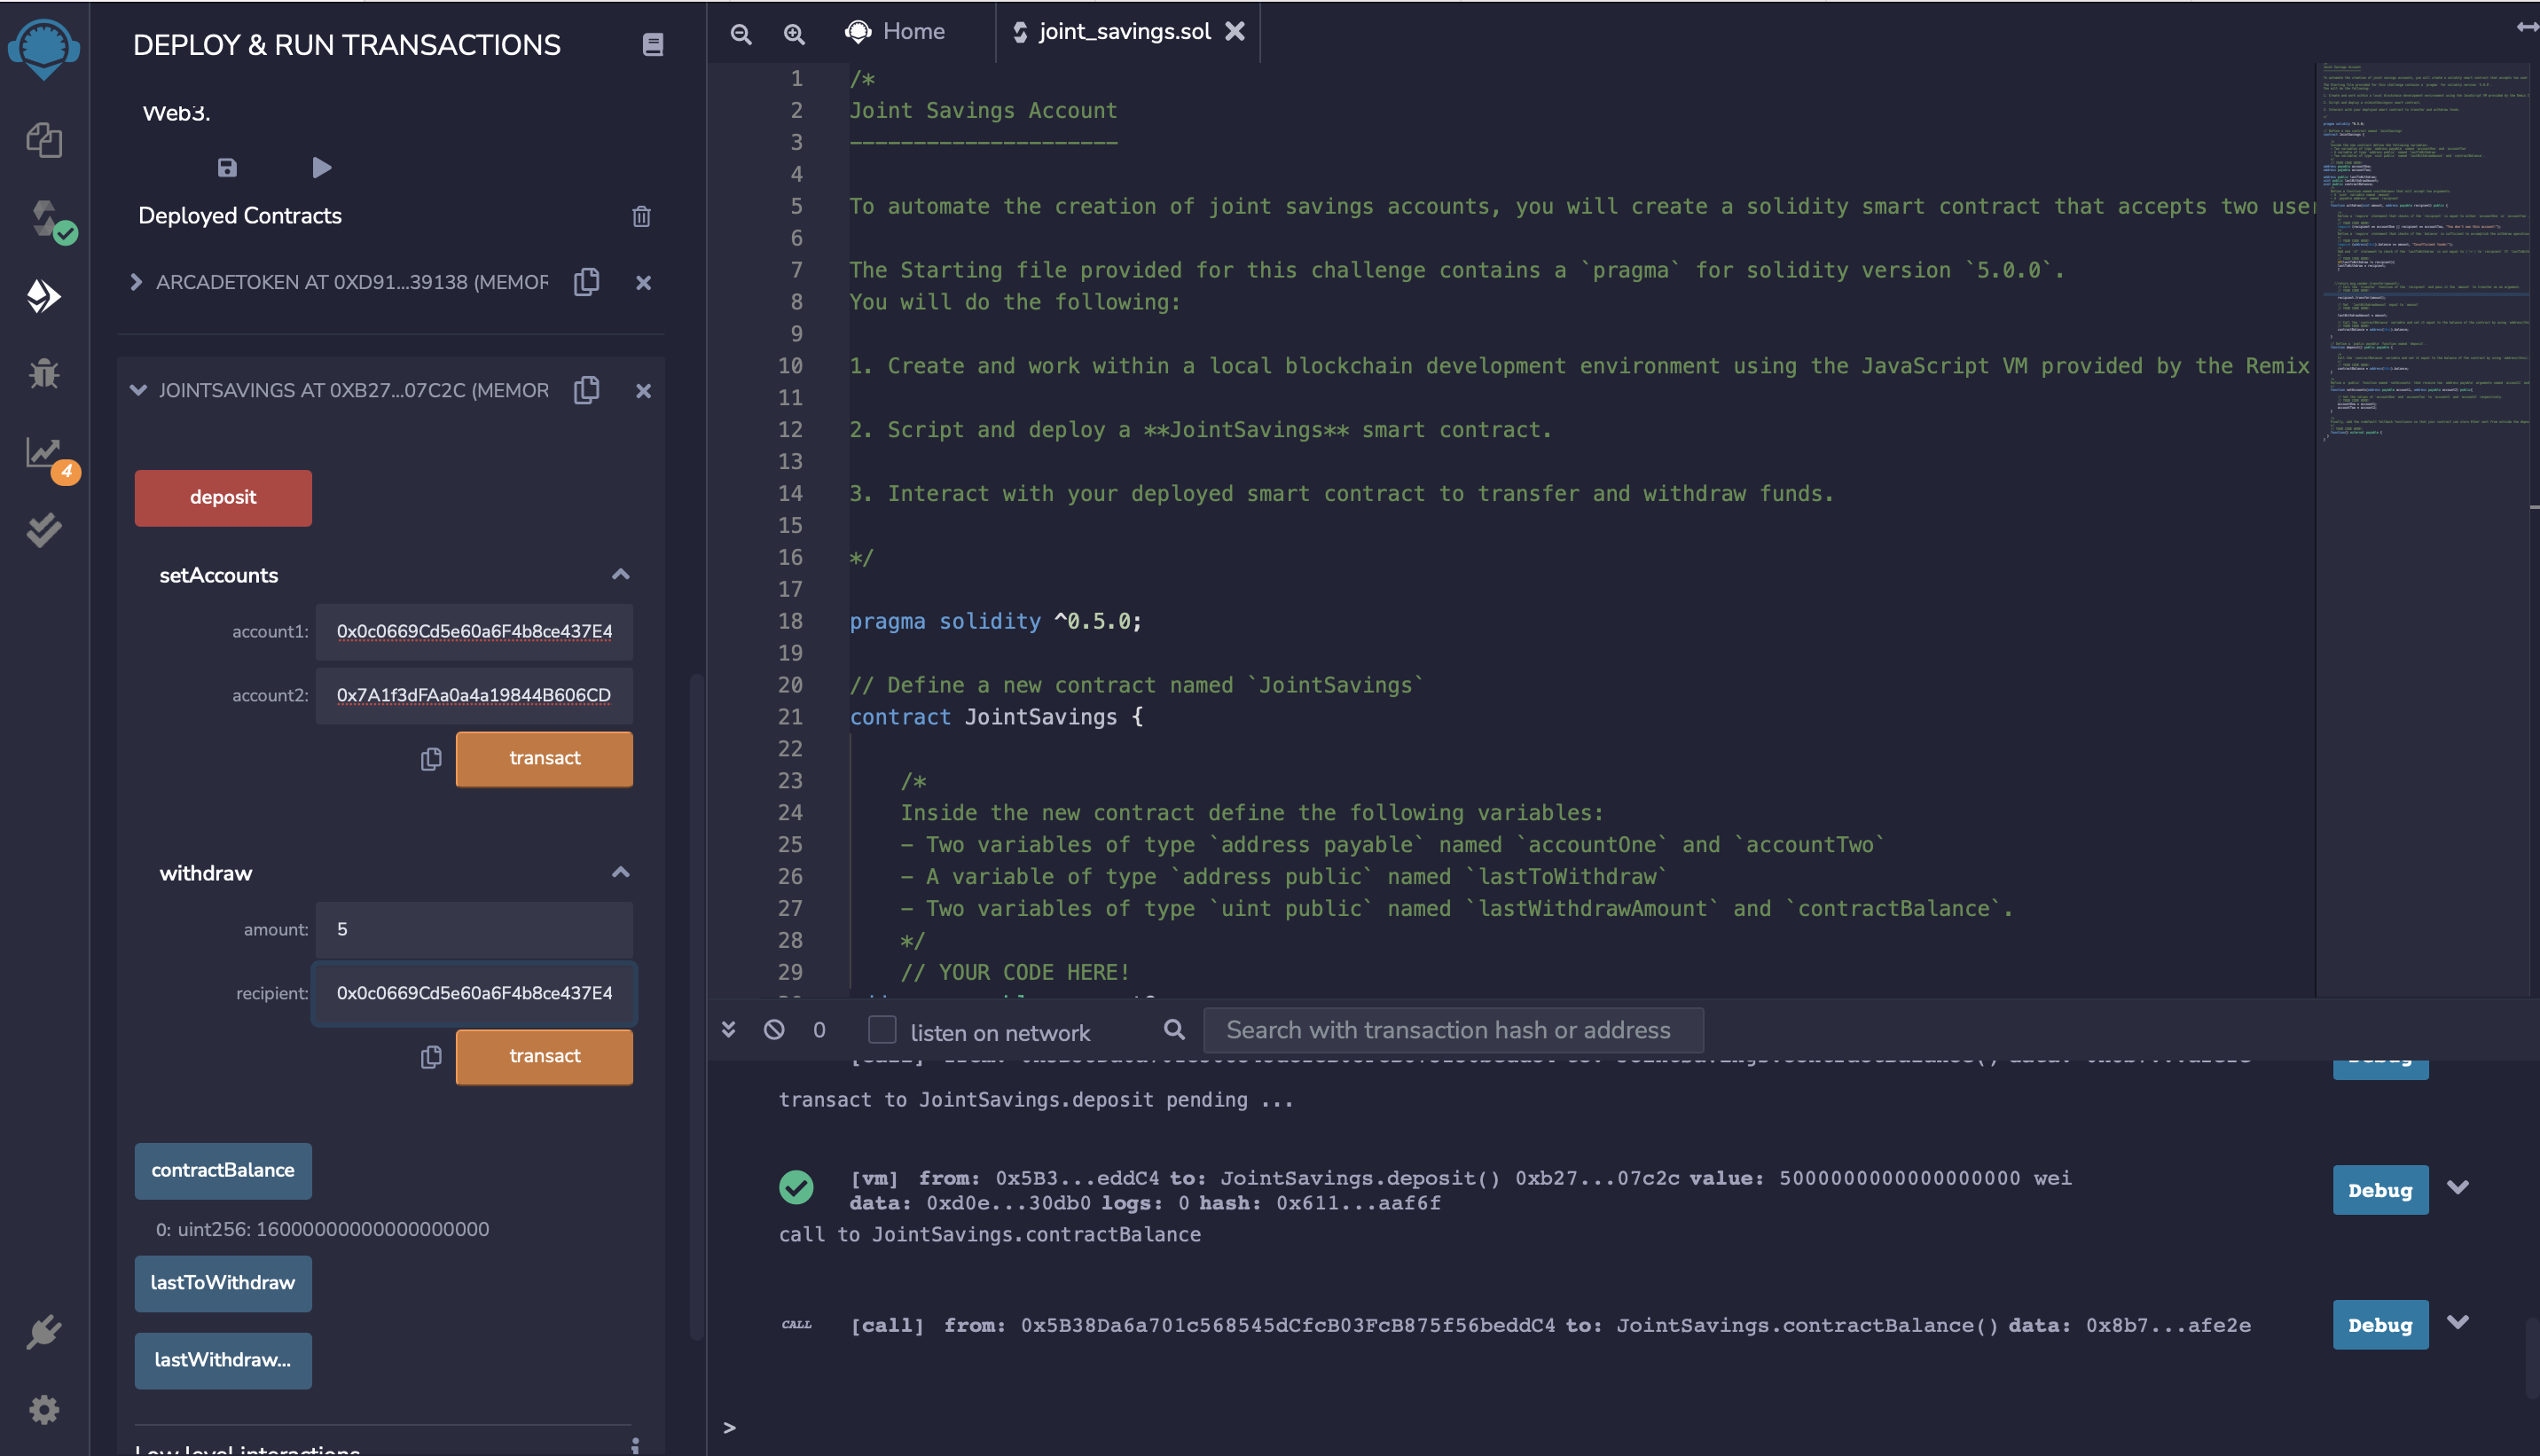 DEPLOY & RUN TRANSACTIONS
Web3.
Deployed Contracts
ARCADETOKEN AT 0XD91...39138 (MEMOR
JOINTSAVINGS AT 0XB27...07C2C (MEMOR
deposit
setAccounts
account1: 0x0c0669Cd5e60a6F4b8ce437E4
account2: 0x7A1f3dFAa0a4a19844B606CD
transact
withdraw
amount: 5
recipient: 0x0c0669Cd5e60a6F4b8ce437E4
transact
contractBalance
0: uint256: 16000000000000000000
lastToWithdraw
lastWithdraw...
Low level interactions
4
Home
joint_savings.sol
1 /*
2 Joint Savings Account
3 ---------------------
4
5 To automate the creation of joint savings accounts, you will create a solidity smart contract that accepts two user
6
7 The Starting file provided for this challenge contains a `pragma` for solidity version `5.0.0`.
8 You will do the following:
9
10 1. Create and work within a local blockchain development environment using the JavaScript VM provided by the Remix
11
12 2. Script and deploy a **JointSavings** smart contract.
13
14 3. Interact with your deployed smart contract to transfer and withdraw funds.
15
16 */
17
18 pragma solidity ^0.5.0;
19
20 // Define a new contract named `JointSavings`
21 contract JointSavings {
22
23 /*
24 Inside the new contract define the following variables:
25 - Two variables of type `address payable` named `accountOne` and `accountTwo`
26 - A variable of type `address public` named `lastToWithdraw`
27 - Two variables of type `uint public` named `lastWithdrawAmount` and `contractBalance`.
28 */
29 // YOUR CODE HERE!
0 listen on network Search with transaction hash or address
transact to JointSavings.deposit pending ...
[vm] from: 0x5B3...eddC4 to: JointSavings.deposit() 0xb27...07c2c value: 5000000000000000000 wei
data: 0xd0e...30db0 logs: 0 hash: 0x611...aaf6f
Debug
call to JointSavings.contractBalance
CALL [call] from: 0x5B38Da6a701c568545dCfcB03FcB875f56beddC4 to: JointSavings.contractBalance() data: 0x8b7...afe2e
Debug
>